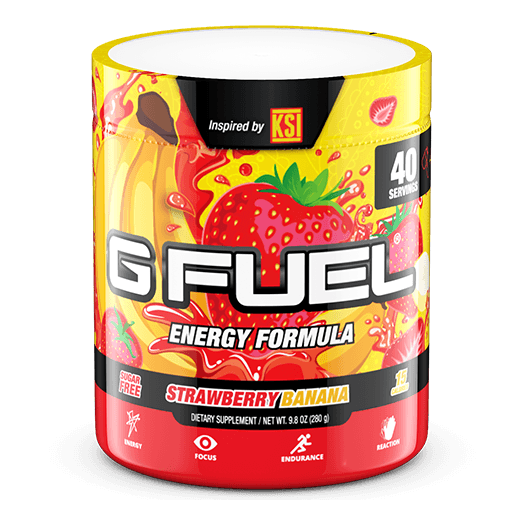 Inspired by KSI
40
SERVINGS
G FUEL®
ENERGY FORMULA
SUGAR
FREE
STRAWBERRY BANANA
15
DIETARY SUPPLEMENT / NET WT. 9.8 OZ (280 g)
ENERGY
FOCUS
ENDURANCE
REACTION